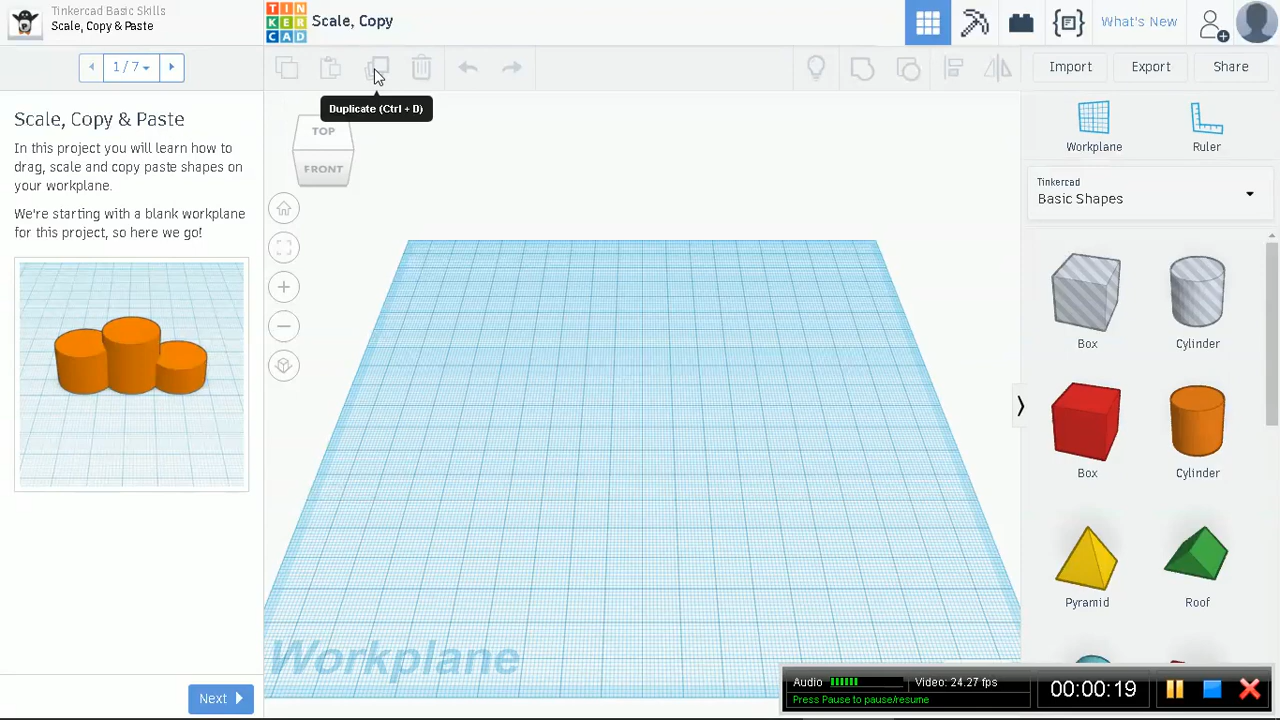 Tinkercad Basic Skills
Scale, Copy & Paste
TIN
KER
CAD
Scale, Copy
What's New
1/7
Duplicate (Ctrl + D)
Import
Export
Share
Scale, Copy & Paste
In this project you will learn how to
drag, scale and copy paste shapes on
your workplane.
We're starting with a blank workplane
for this project, so here we go!
TOP
FRONT
Workplane
Ruler
Tinkercad
Basic Shapes
Box
Cylinder
Box
Cylinder
Pyramid
Roof
Workplane
Next
Audio
Video: 24.27 fps
Press Pause to pause/resume
00:00:19